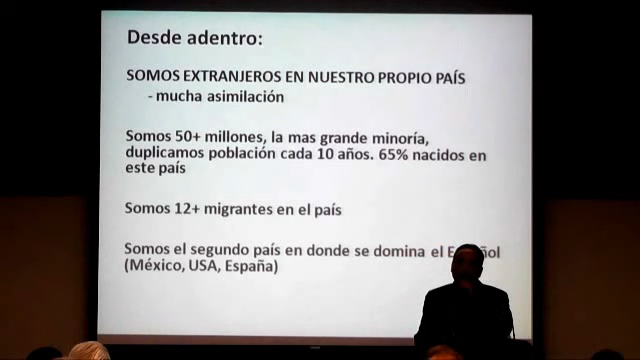 Desde adentro:
SOMOS EXTRANJEROS EN NUESTRO PROPIO PAÍS
- mucha asimilación
Somos 50+ millones, la mas grande minoría,
duplicamos población cada 10 años. 65% nacidos en
este país
Somos 12+ migrantes en el país
Somos el segundo país en donde se domina el
(México, USA, España)